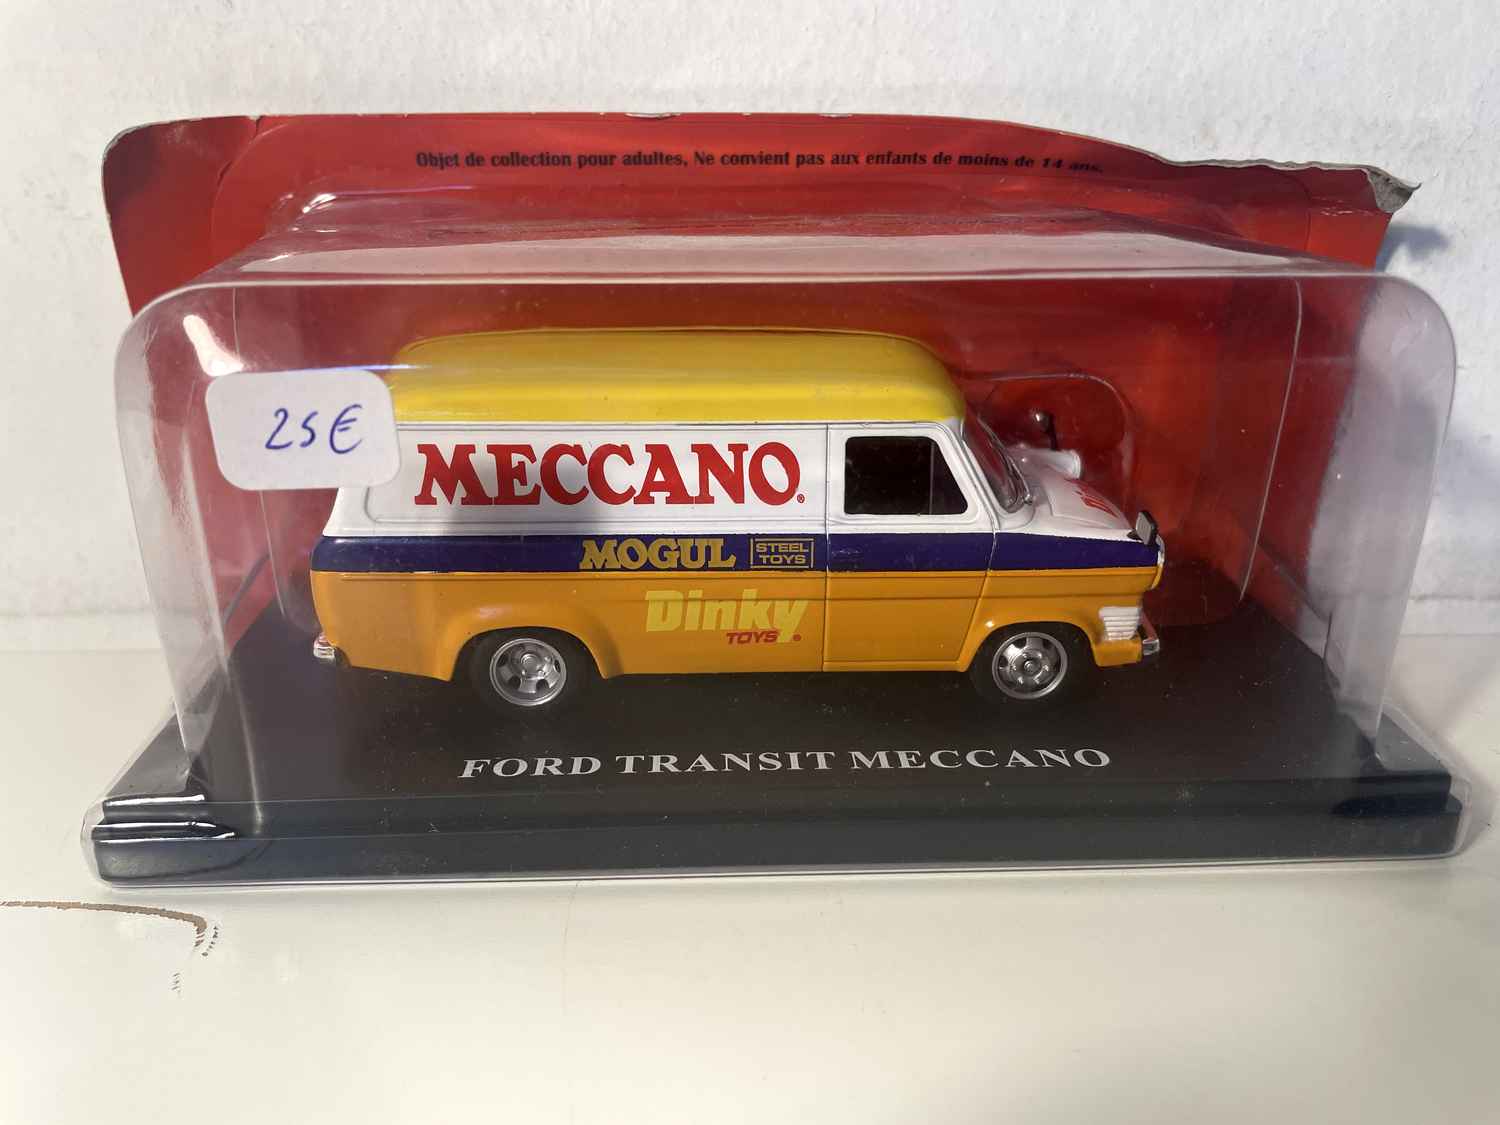 Objet de collection pour adultes, Ne convient pas aux enfants de moins de 14 ans.
25€
MECCANO®
MOGUL
STEEL
TOYS
Dinky
TOYS®
FORD TRANSIT MECCANO